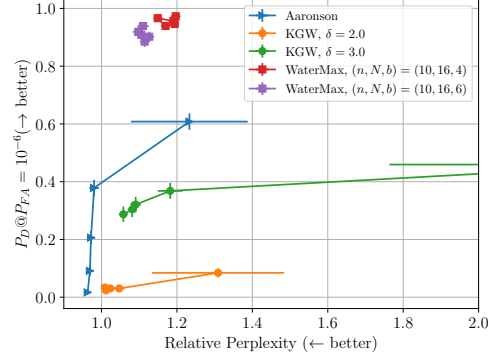 1.0
0.8
0.6
0.4
0.2
0.0
P_D@P_{FA} = 10^{-6}(→ better)
Aaronson
KGW, δ = 2.0
KGW, δ = 3.0
WaterMax, (n, N, b) = (10, 16, 4)
WaterMax, (n, N, b) = (10, 16, 6)
1.0 1.2 1.4 1.6 1.8 2.0
Relative Perplexity (← better)